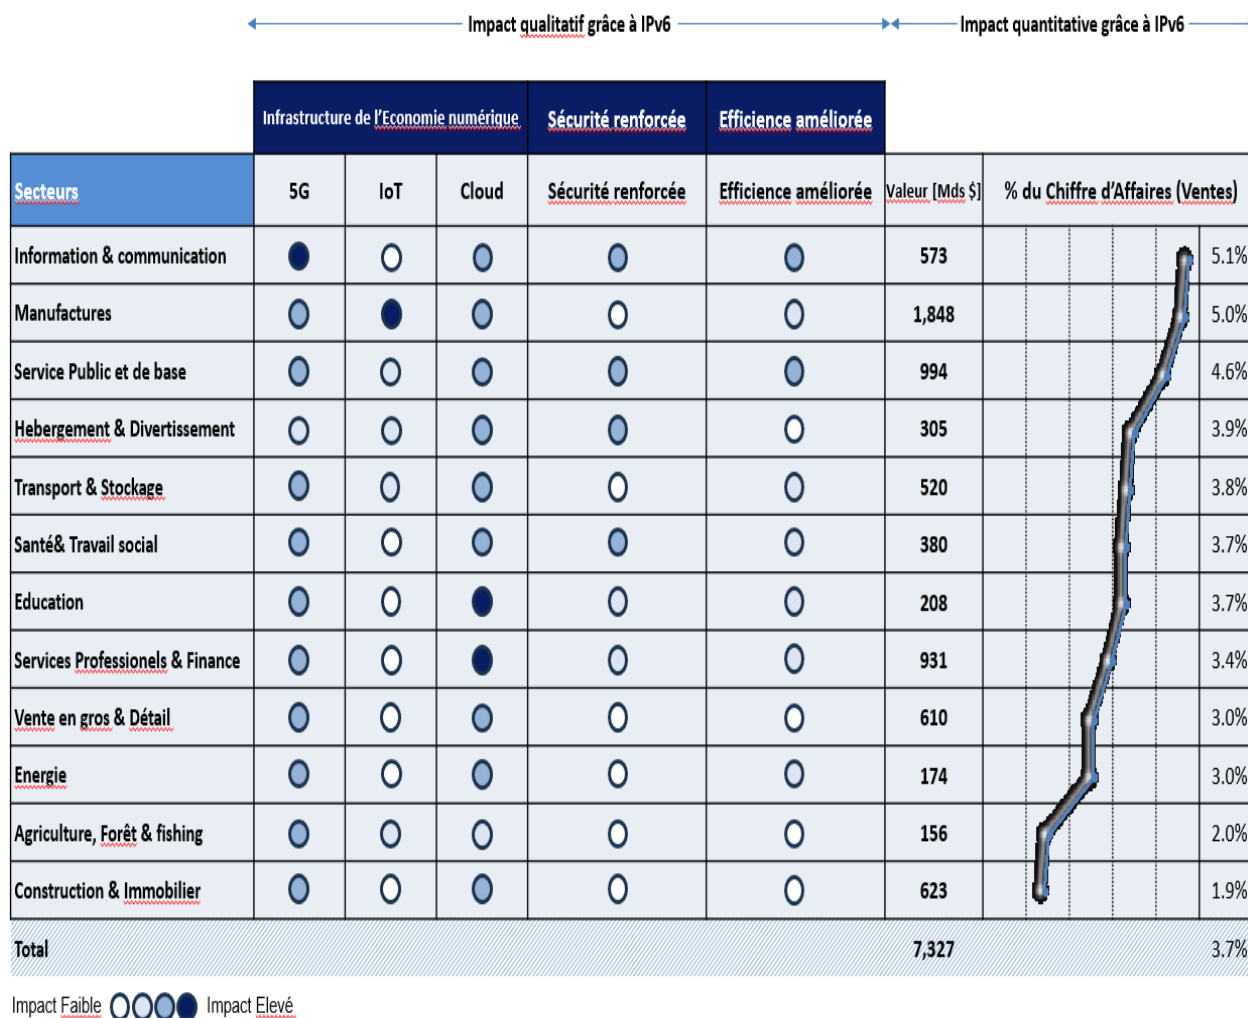 Impact qualitatif grâce à IPv6 Impact quantitative grâce à IPv6
Infrastructure de l'Economie numérique Sécurité renforcée Efficience améliorée
Secteurs 5G IoT Cloud Sécurité renforcée Efficience améliorée Valeur [Mds $] % du Chiffre d'Affaires (Ventes)
Information & communication 573 5.1%
Manufactures 1,848 5.0%
Service Public et de base 994 4.6%
Hebergement & Divertissement 305 3.9%
Transport & Stockage 520 3.8%
Santé& Travail social 380 3.7%
Education 208 3.7%
Services Professionels & Finance 931 3.4%
Vente en gros & Détail 610 3.0%
Energie 174 3.0%
Agriculture, Forêt & fishing 156 2.0%
Construction & Immobilier 623 1.9%
Total 7,327 3.7%
Impact Faible Impact Elevé